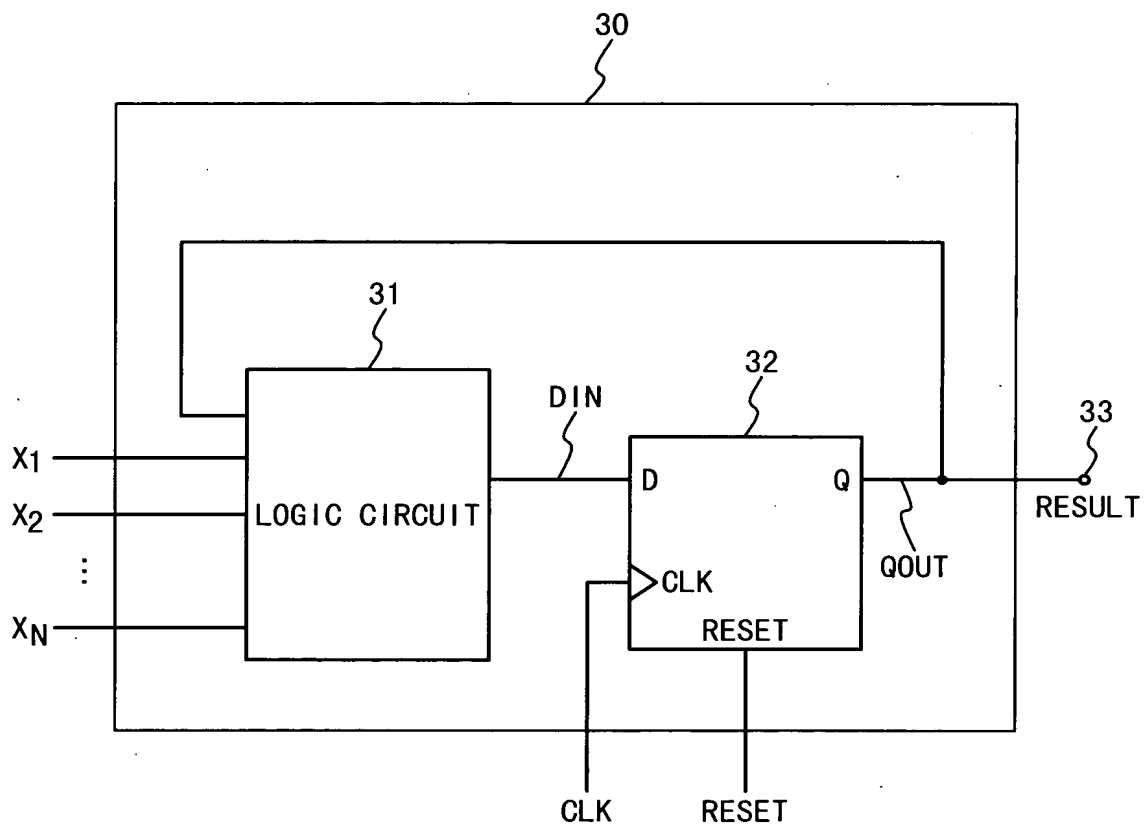 30
31
32
33
DIN
X1
X2
⋮
XN
LOGIC CIRCUIT
D
Q
RESULT
QOUT
CLK
RESET
CLK
RESET